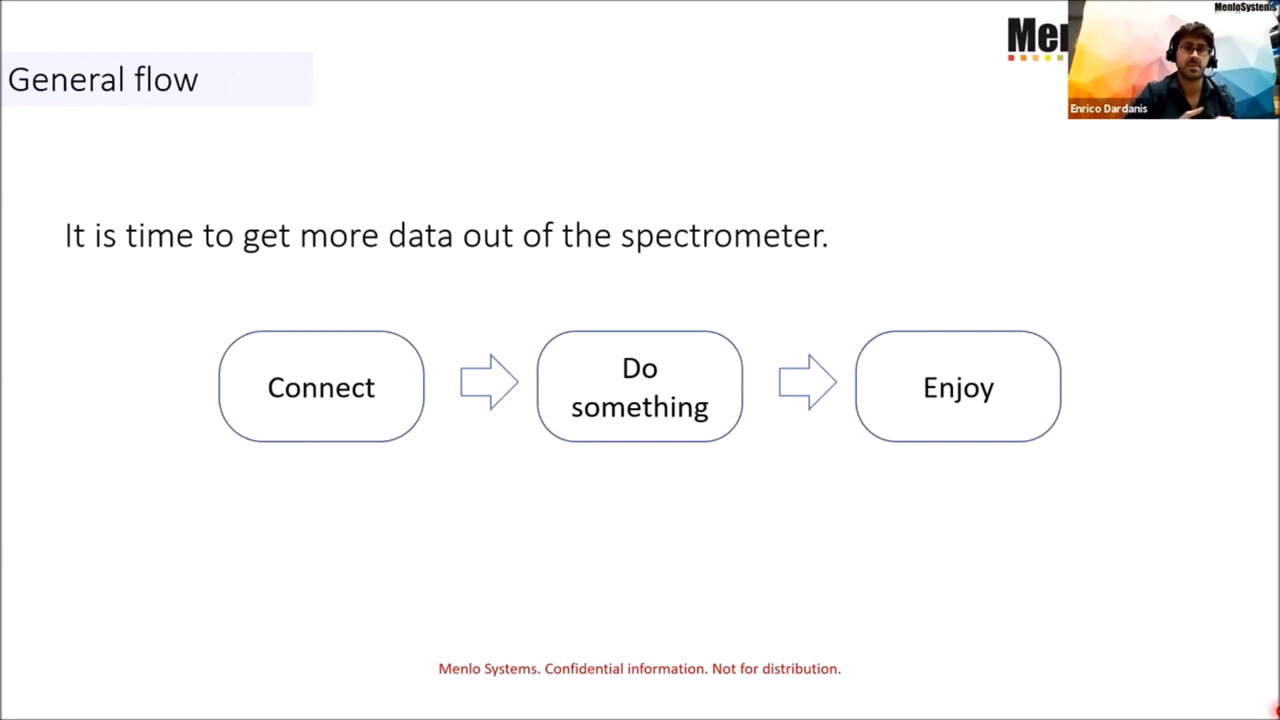 MenloSystems
Men
General flow
Enrico Dardanis
It is time to get more data out of the spectrometer.
Connect
Do
something
Enjoy
Menlo Systems. Confidential information. Not for distribution.